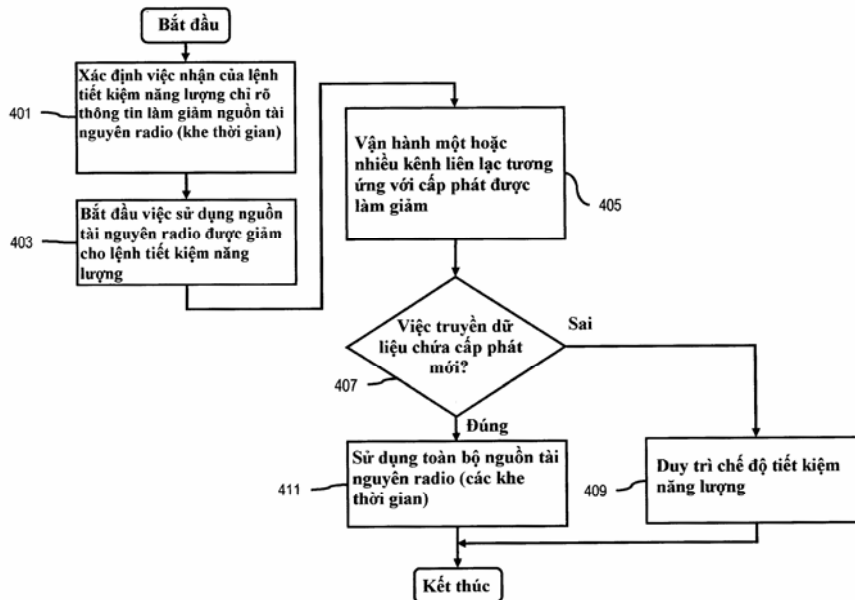 Bắt đầu
401
Xác định việc nhận của lệnh
tiết kiệm năng lượng chỉ rõ
thông tin làm giảm nguồn tài
nguyên radio (khe thời gian)
403
Bắt đầu việc sử dụng nguồn
tài nguyên radio được giảm
cho lệnh tiết kiệm năng
lượng
Vận hành một hoặc
nhiều kênh liên lạc tương
ứng với cấp phát được
làm giảm
405
Việc truyền dữ
liệu chứa cấp phát
mới?
407
Sai
Đúng
Sử dụng toàn bộ nguồn tài
nguyên radio (các khe
thời gian)
411
Duy trì chế độ tiết kiệm
năng lượng
409
Kết thúc